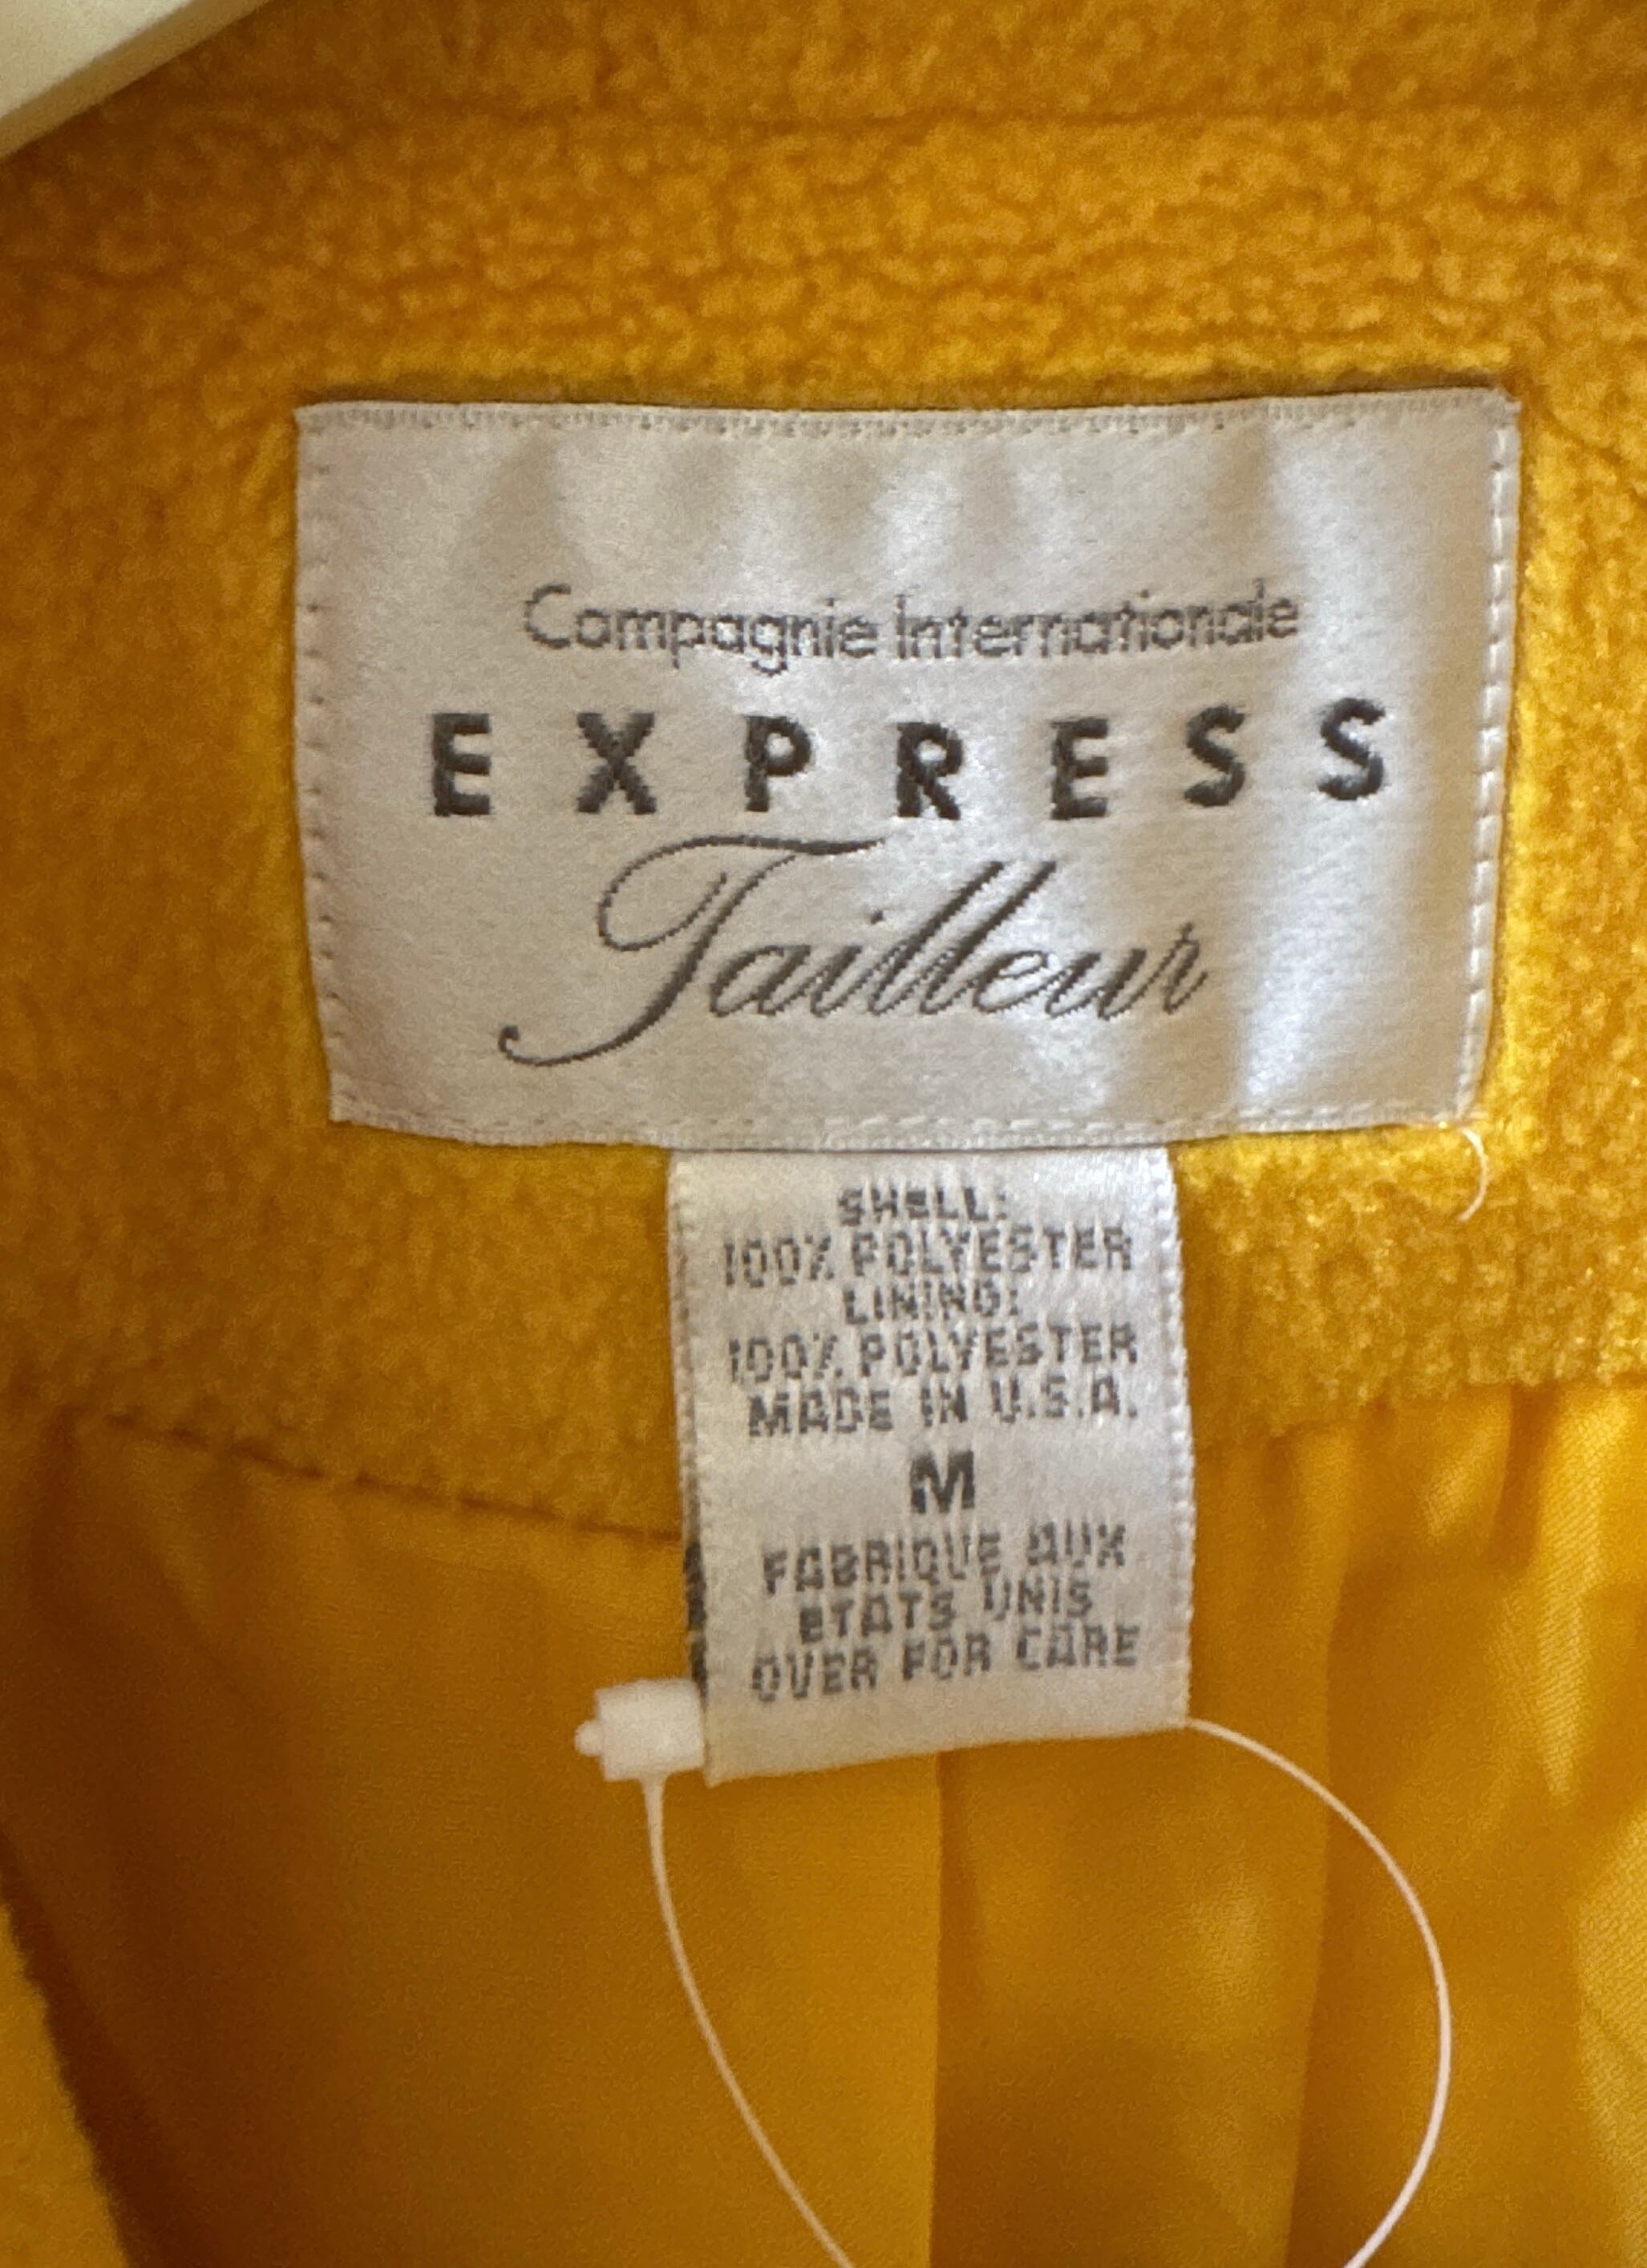 Compagnie Internationale
EXPRESS
Tailleur
SHELL:
100% POLYESTER
LINING:
100% POLYESTER
MADE IN U.S.A.
M
FABRIQUE AUX
ETATS UNIS
OVER FOR CARE